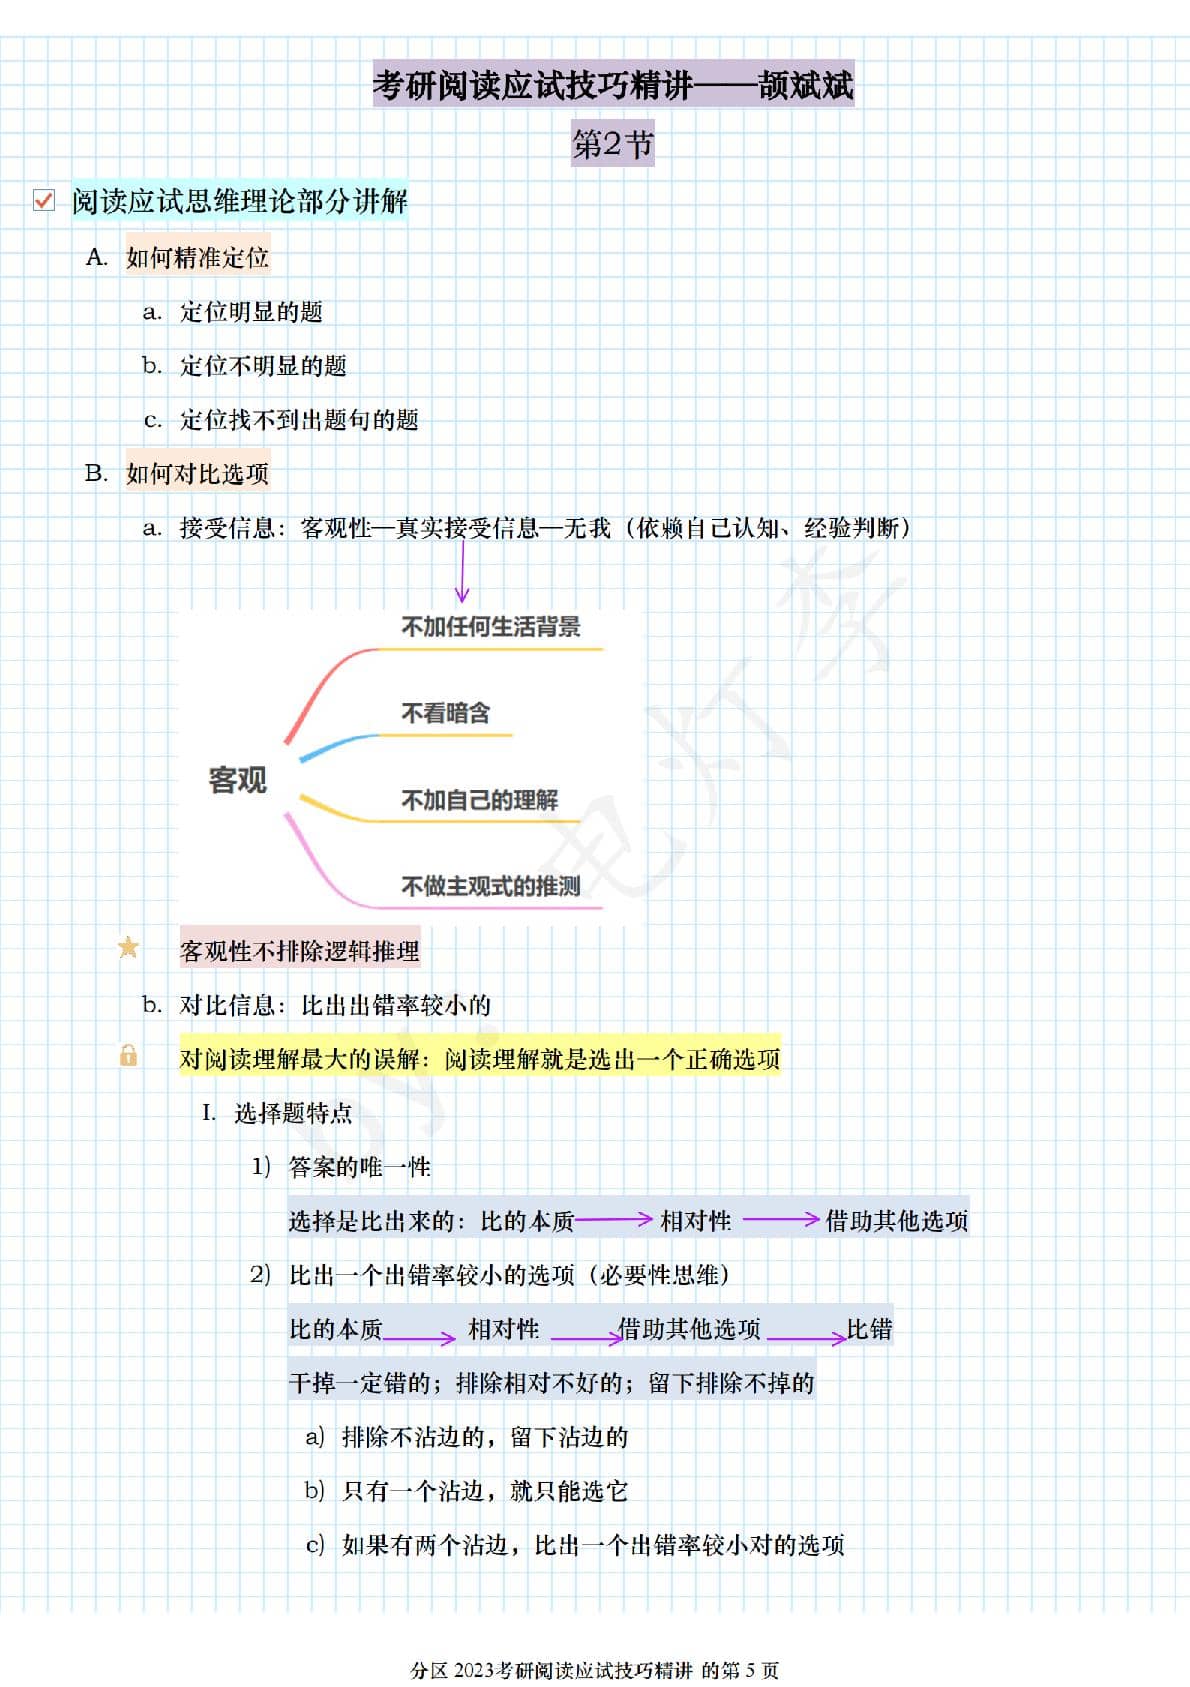 考研阅读应试技巧精讲——颉斌斌
第2节
阅读应试思维理论部分讲解
A. 如何精准定位
a. 定位明显的题
b. 定位不明显的题
c. 定位找不到出题句的题
B. 如何对比选项
a. 接受信息：客观性—真实接受信息—无我（依赖自己认知、经验判断）
不加任何生活背景
不看暗含
客观
不加自己的理解
不做主观式的推测
客观性不排除逻辑推理
b. 对比信息：比出出错率较小的
对阅读理解最大的误解：阅读理解就是选出一个正确选项
I. 选择题特点
1) 答案的唯一性
选择是比出来的：比的本质 相对性 借助其他选项
2) 比出一个出错率较小的选项（必要性思维）
比的本质 相对性 借助其他选项 比错
干掉一定错的；排除相对不好的；留下排除不掉的
a) 排除不沾边的，留下沾边的
b) 只有一个沾边，就只能选它
c) 如果有两个沾边，比出一个出错率较小对的选项
by: 电灯李
分区 2023考研阅读应试技巧精讲 的第 5 页